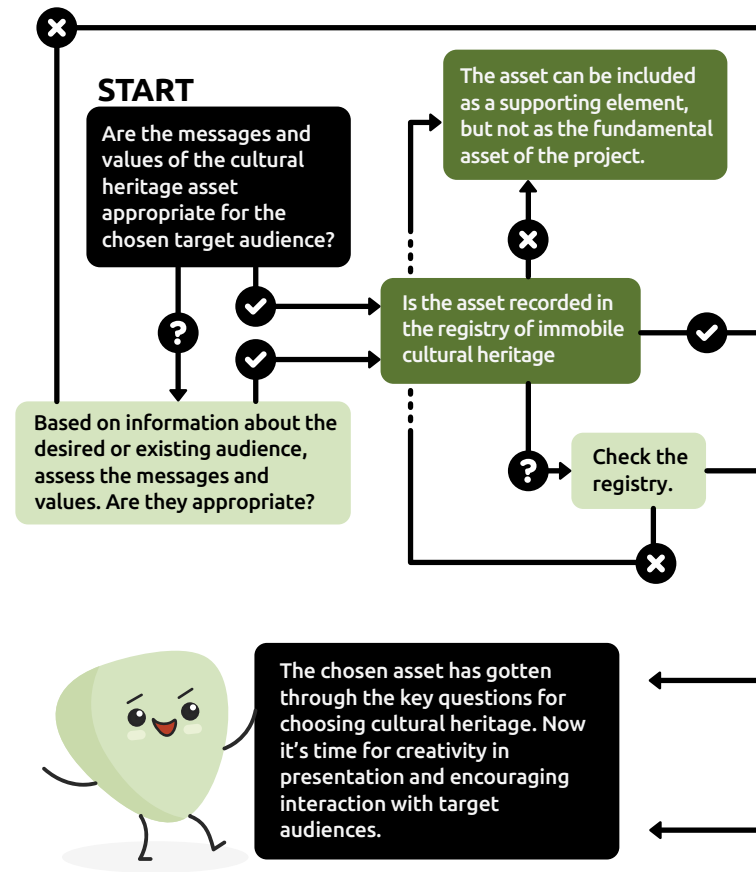 START
Are the messages and
values of the cultural
heritage asset
appropriate for the
chosen target audience?
The asset can be included
as a supporting element,
but not as the fundamental
asset of the project.
Is the asset recorded in
the registry of immobile
cultural heritage
?
Based on information about the
desired or existing audience,
assess the messages and
values. Are they appropriate?
?
Check the
registry.
The chosen asset has gotten
through the key questions for
choosing cultural heritage. Now
it’s time for creativity in
presentation and encouraging
interaction with target
audiences.